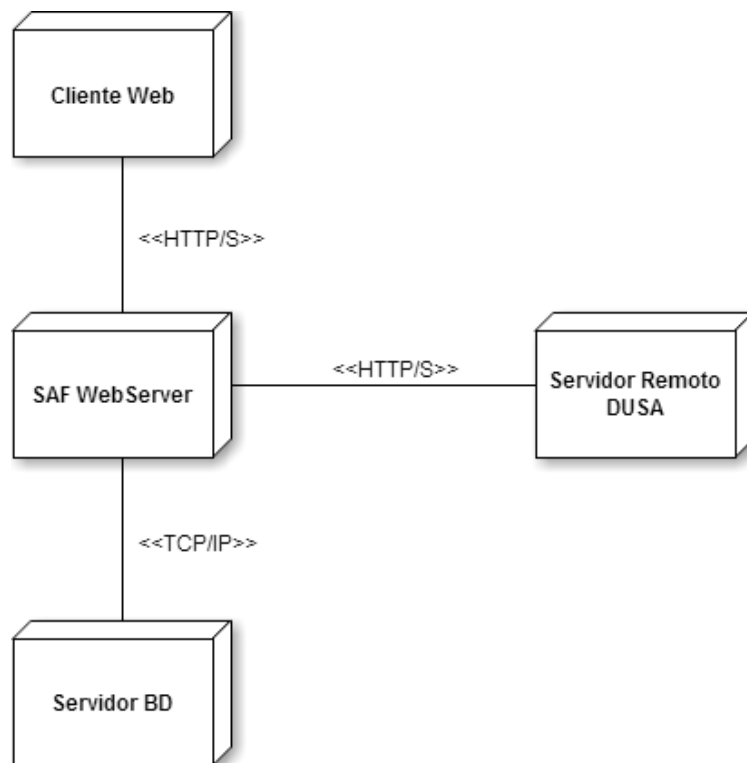 Cliente Web
<<HTTP/S>>
SAF WebServer
<<HTTP/S>>
Servidor Remoto
DUSA
<<TCP/IP>>
Servidor BD